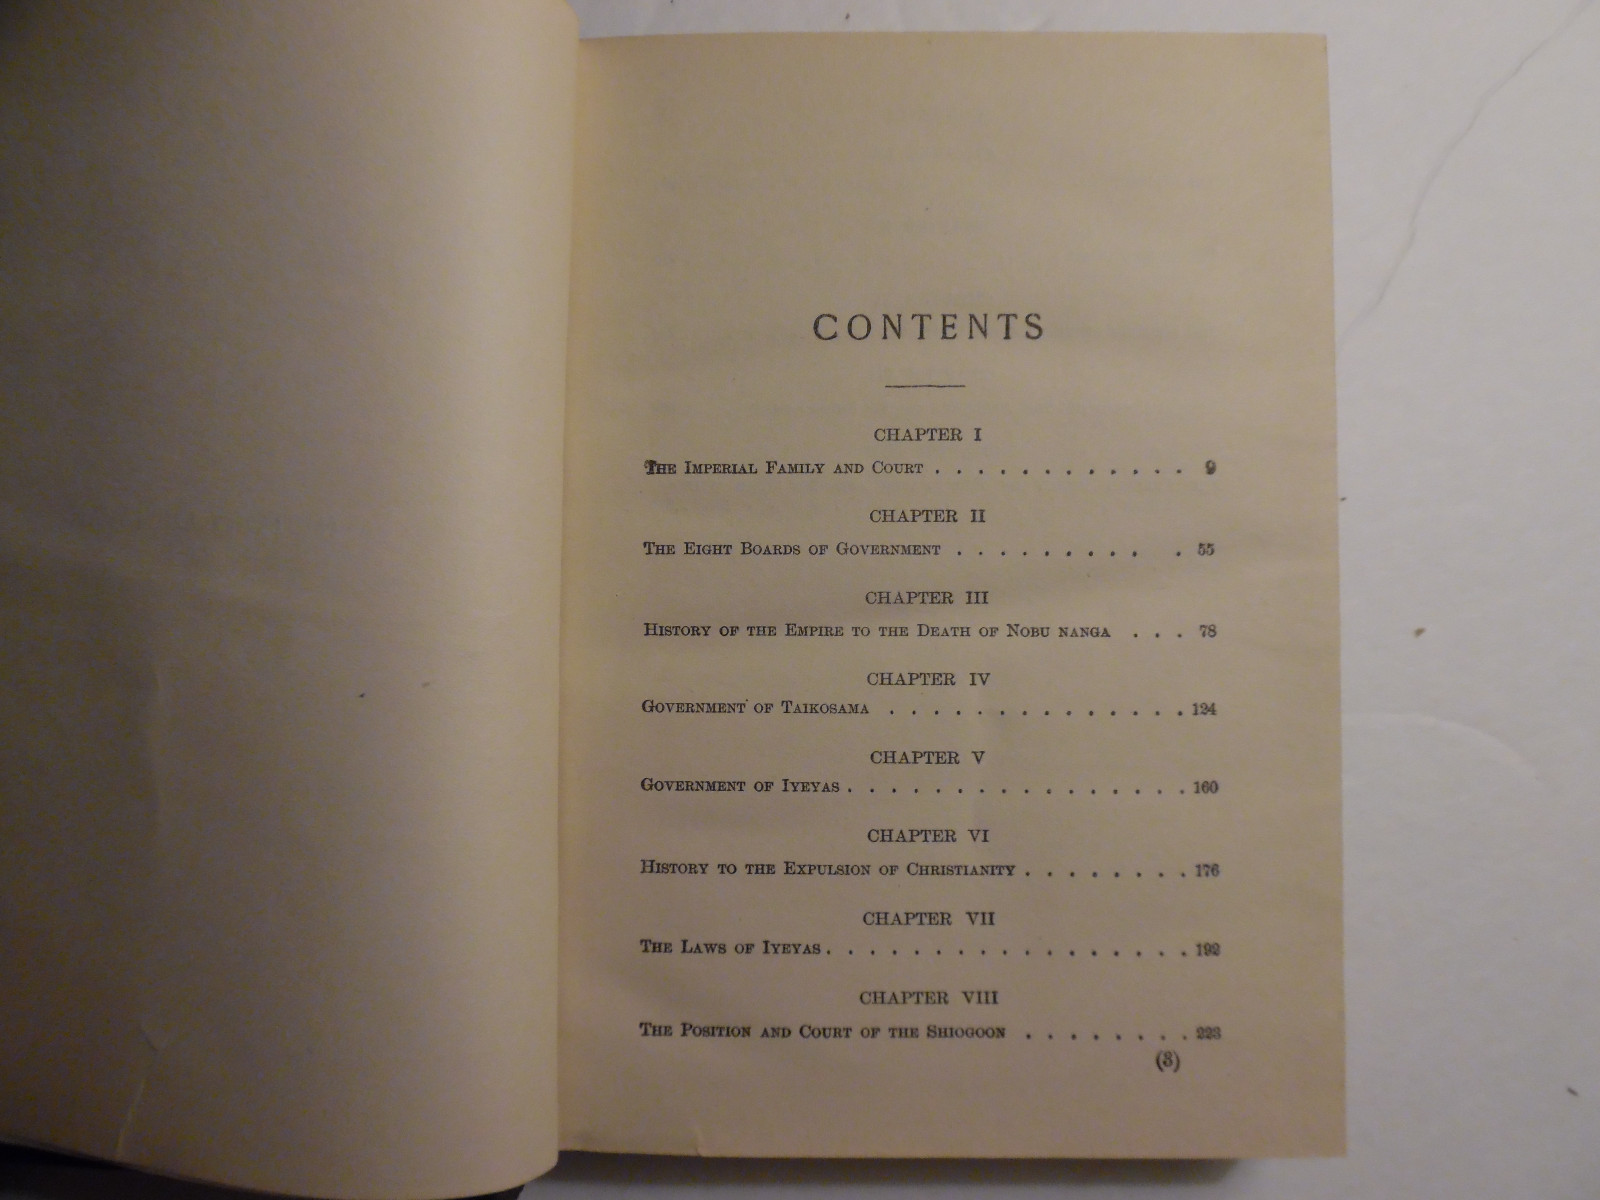 CONTENTS
CHAPTER I
THE IMPERIAL FAMILY AND COURT . . . . . . . . . . . . 9
CHAPTER II
THE EIGHT BOARDS OF GOVERNMENT . . . . . . . . . . 55
CHAPTER III
HISTORY OF THE EMPIRE TO THE DEATH OF NOBU NANGA . . . 78
CHAPTER IV
GOVERNMENT OF TAIKOSAMA . . . . . . . . . . . . . . 124
CHAPTER V
GOVERNMENT OF IYEYAS . . . . . . . . . . . . . . . . 160
CHAPTER VI
HISTORY TO THE EXPULSION OF CHRISTIANITY . . . . . . . . 176
CHAPTER VII
THE LAWS OF IYEYAS . . . . . . . . . . . . . . . . . 192
CHAPTER VIII
THE POSITION AND COURT OF THE SHIOGOON . . . . . . . . 223
(3)